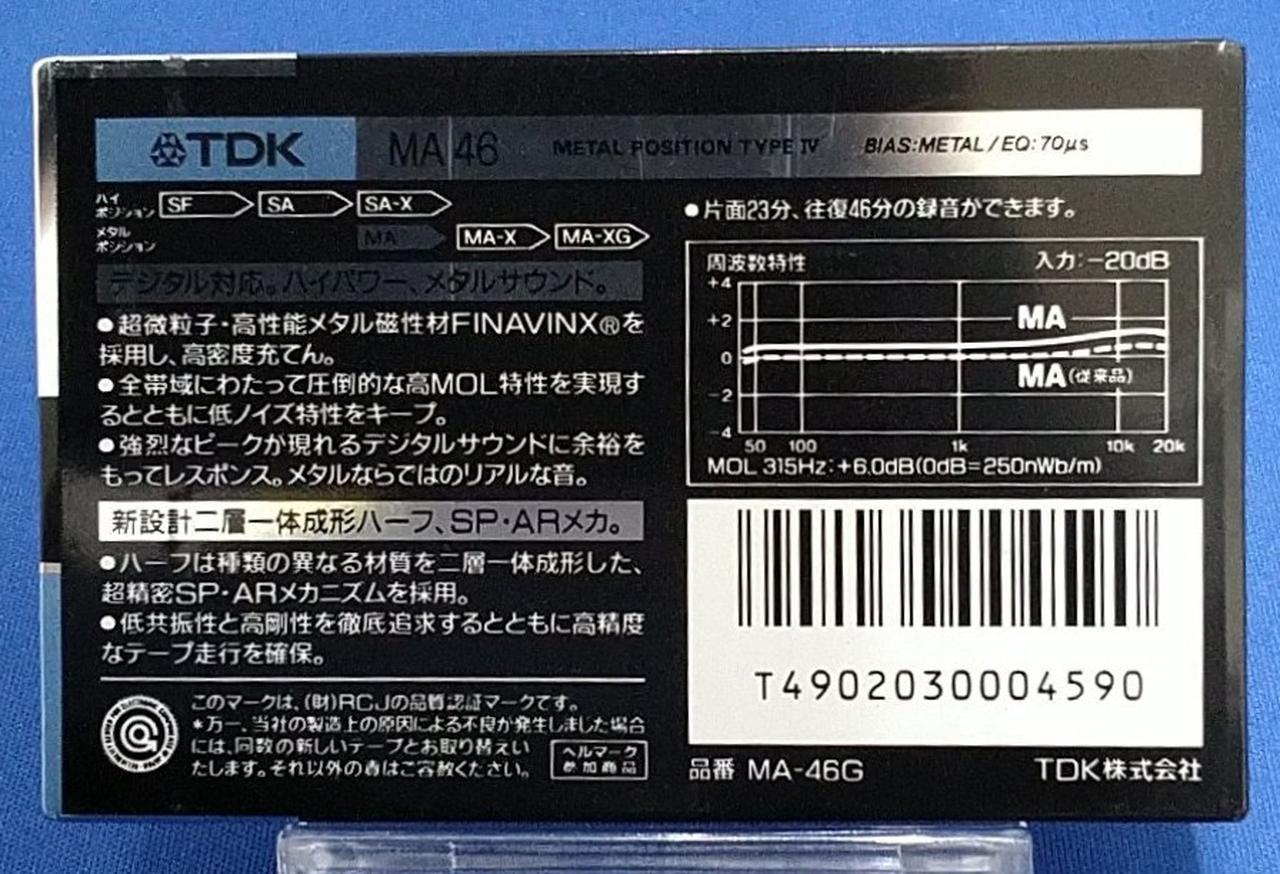 TDK MA 46 METAL POSITION TYPE IV BIAS:METAL/EQ:70μs
ハイポジション SF SA SA-X
メタルポジション MA MA-X MA-XG
デジタル対応。ハイパワー、メタルサウンド。
●超微粒子・高性能メタル磁性材FINAVINX®を
採用し、高密度充てん。
●全帯域にわたって圧倒的な高MOL特性を実現す
るとともに低ノイズ特性をキープ。
●強烈なピークが現れるデジタルサウンドに余裕を
もってレスポンス。メタルならではのリアルな音。
新設計二層一体成形ハーフ、SP・ARメカ。
●ハーフは種類の異なる材質を二層一体成形した、
超精密SP・ARメカニズムを採用。
●低共振性と高剛性を徹底追求するとともに高精度
なテープ走行を確保。
このマークは、(財)RCJの品質認証マークです。
*万一、当社の製造上の原因による不良が発生しました場合
には、同数の新しいテープとお取り替えい
たします。それ以外の責はご容赦ください。
ベルマーク
参加商品
●片面23分、往復46分の録音ができます。
周波数特性 入力:-20dB
+4
+2
0
-2
-4
MA
MA(従来品)
50 100 1k 10k 20k
MOL 315Hz:+6.0dB(0dB=250nWb/m)
T4902030004590
品番 MA-46G TDK株式会社